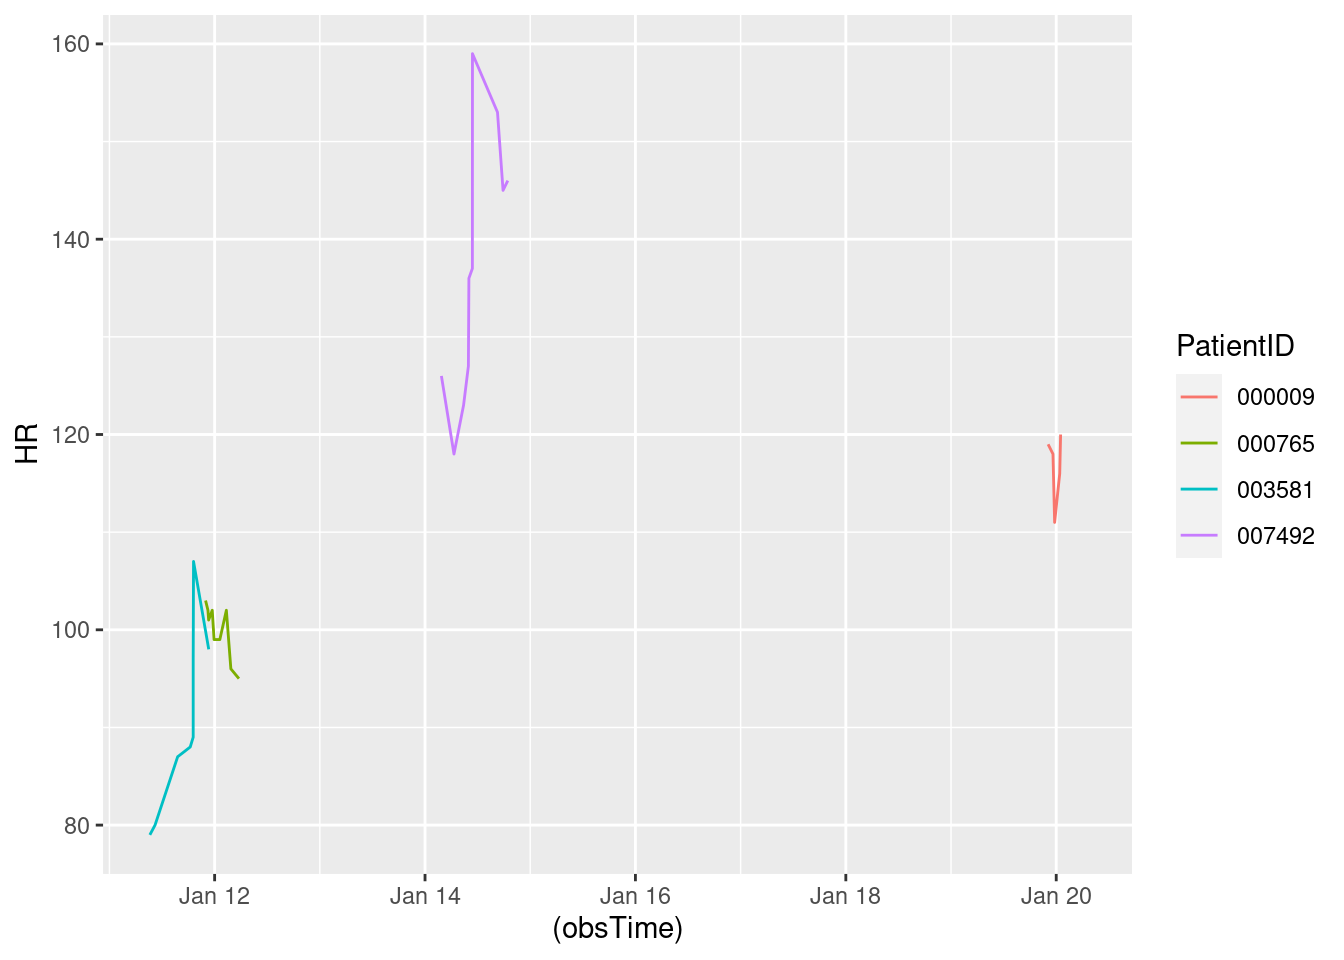 160
140
120
100
80
HR
Jan 12
Jan 14
Jan 16
Jan 18
Jan 20
(obsTime)
PatientID
000009
000765
003581
007492